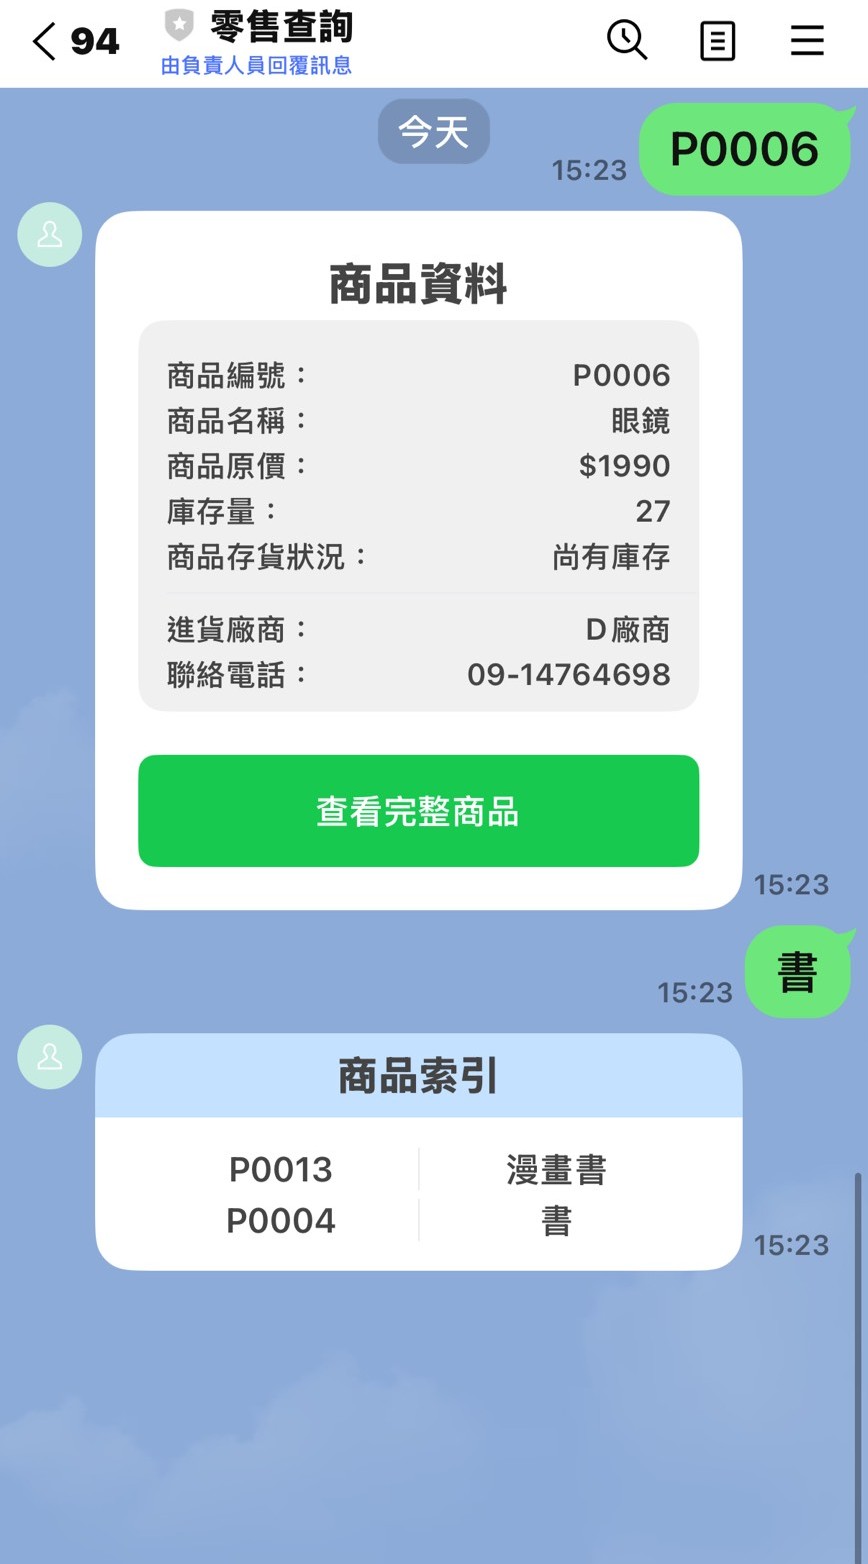 94
零售查詢
由負責人員回覆訊息
今天
P0006
15:23
商品資料
商品編號： P0006
商品名稱： 眼鏡
商品原價： $1990
庫存量： 27
商品存貨狀況： 尚有庫存
進貨廠商： D廠商
聯絡電話： 09-14764698
查看完整商品
15:23
書
15:23
商品索引
P0013 漫畫書
P0004 書
15:23